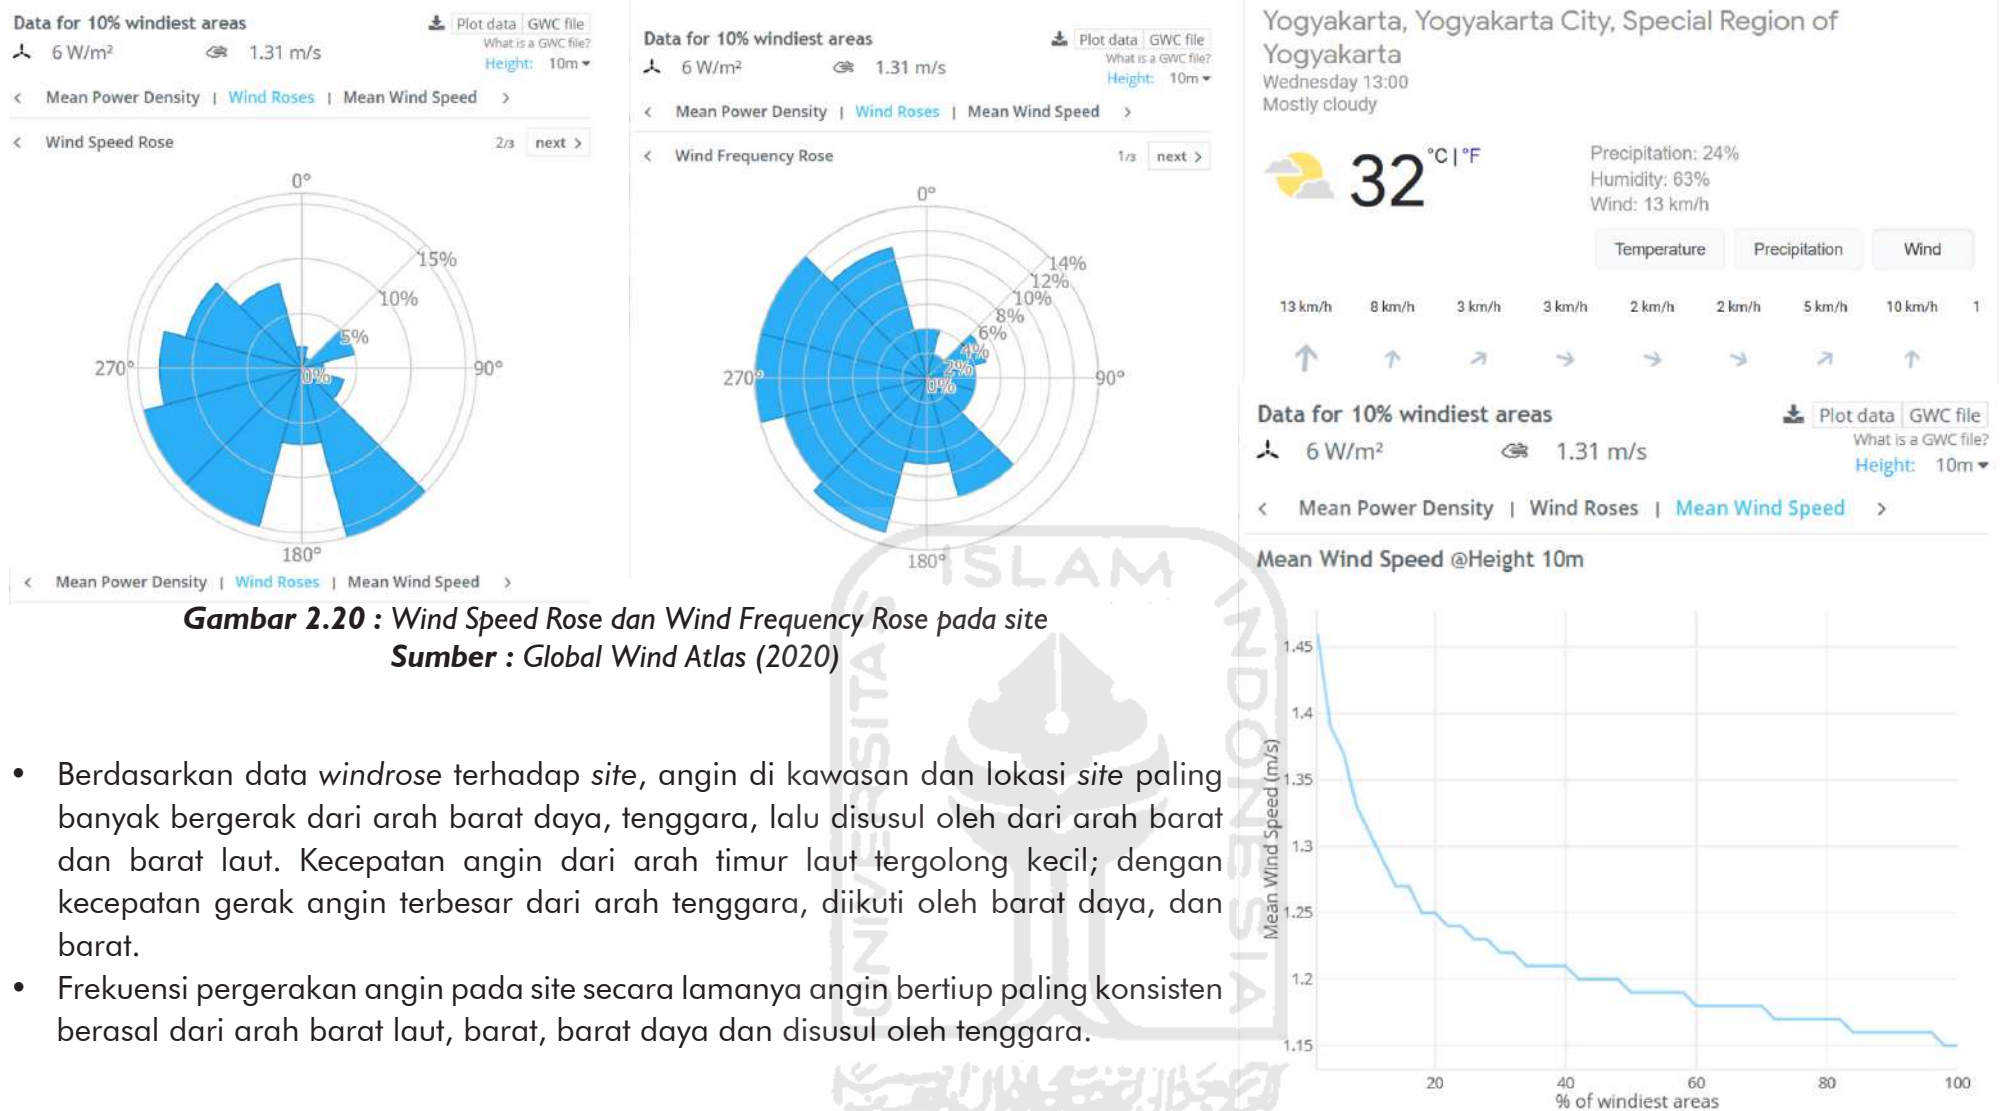 Data for 10% windiest areas
Plot data GWC file
What is a GWC file?
6 W/m² 1.31 m/s
Height: 10m
< Mean Power Density | Wind Roses | Mean Wind Speed >
< Wind Speed Rose 2/3 next >
0°
15%
10%
5%
0%
270° 90°
180°
< Mean Power Density | Wind Roses | Mean Wind Speed >
Data for 10% windiest areas
Plot data GWC file
What is a GWC file?
6 W/m² 1.31 m/s
Height: 10m
< Mean Power Density | Wind Roses | Mean Wind Speed >
< Wind Frequency Rose 1/3 next >
0°
14%
12%
10%
8%
6%
4%
2%
0%
270° 90°
180°
Gambar 2.20 : Wind Speed Rose dan Wind Frequency Rose pada site
Sumber : Global Wind Atlas (2020)
• Berdasarkan data windrose terhadap site, angin di kawasan dan lokasi site paling
banyak bergerak dari arah barat daya, tenggara, lalu disusul oleh dari arah barat
dan barat laut. Kecepatan angin dari arah timur laut tergolong kecil; dengan
kecepatan gerak angin terbesar dari arah tenggara, diikuti oleh barat daya, dan
barat.
• Frekuensi pergerakan angin pada site secara lamanya angin bertiup paling konsisten
berasal dari arah barat laut, barat, barat daya dan disusul oleh tenggara.
Yogyakarta, Yogyakarta City, Special Region of
Yogyakarta
Wednesday 13:00
Mostly cloudy
32 °C | °F
Precipitation: 24%
Humidity: 63%
Wind: 13 km/h
Temperature Precipitation Wind
13 km/h 8 km/h 3 km/h 3 km/h 2 km/h 2 km/h 5 km/h 10 km/h 1
Data for 10% windiest areas
Plot data GWC file
What is a GWC file?
6 W/m² 1.31 m/s
Height: 10m
< Mean Power Density | Wind Roses | Mean Wind Speed >
Mean Wind Speed @Height 10m
Mean Wind Speed (m/s)
1.45
1.4
1.35
1.3
1.25
1.2
1.15
20 40 60 80 100
% of windiest areas
UNIVERSITAS
ISLAM
INDONESIA